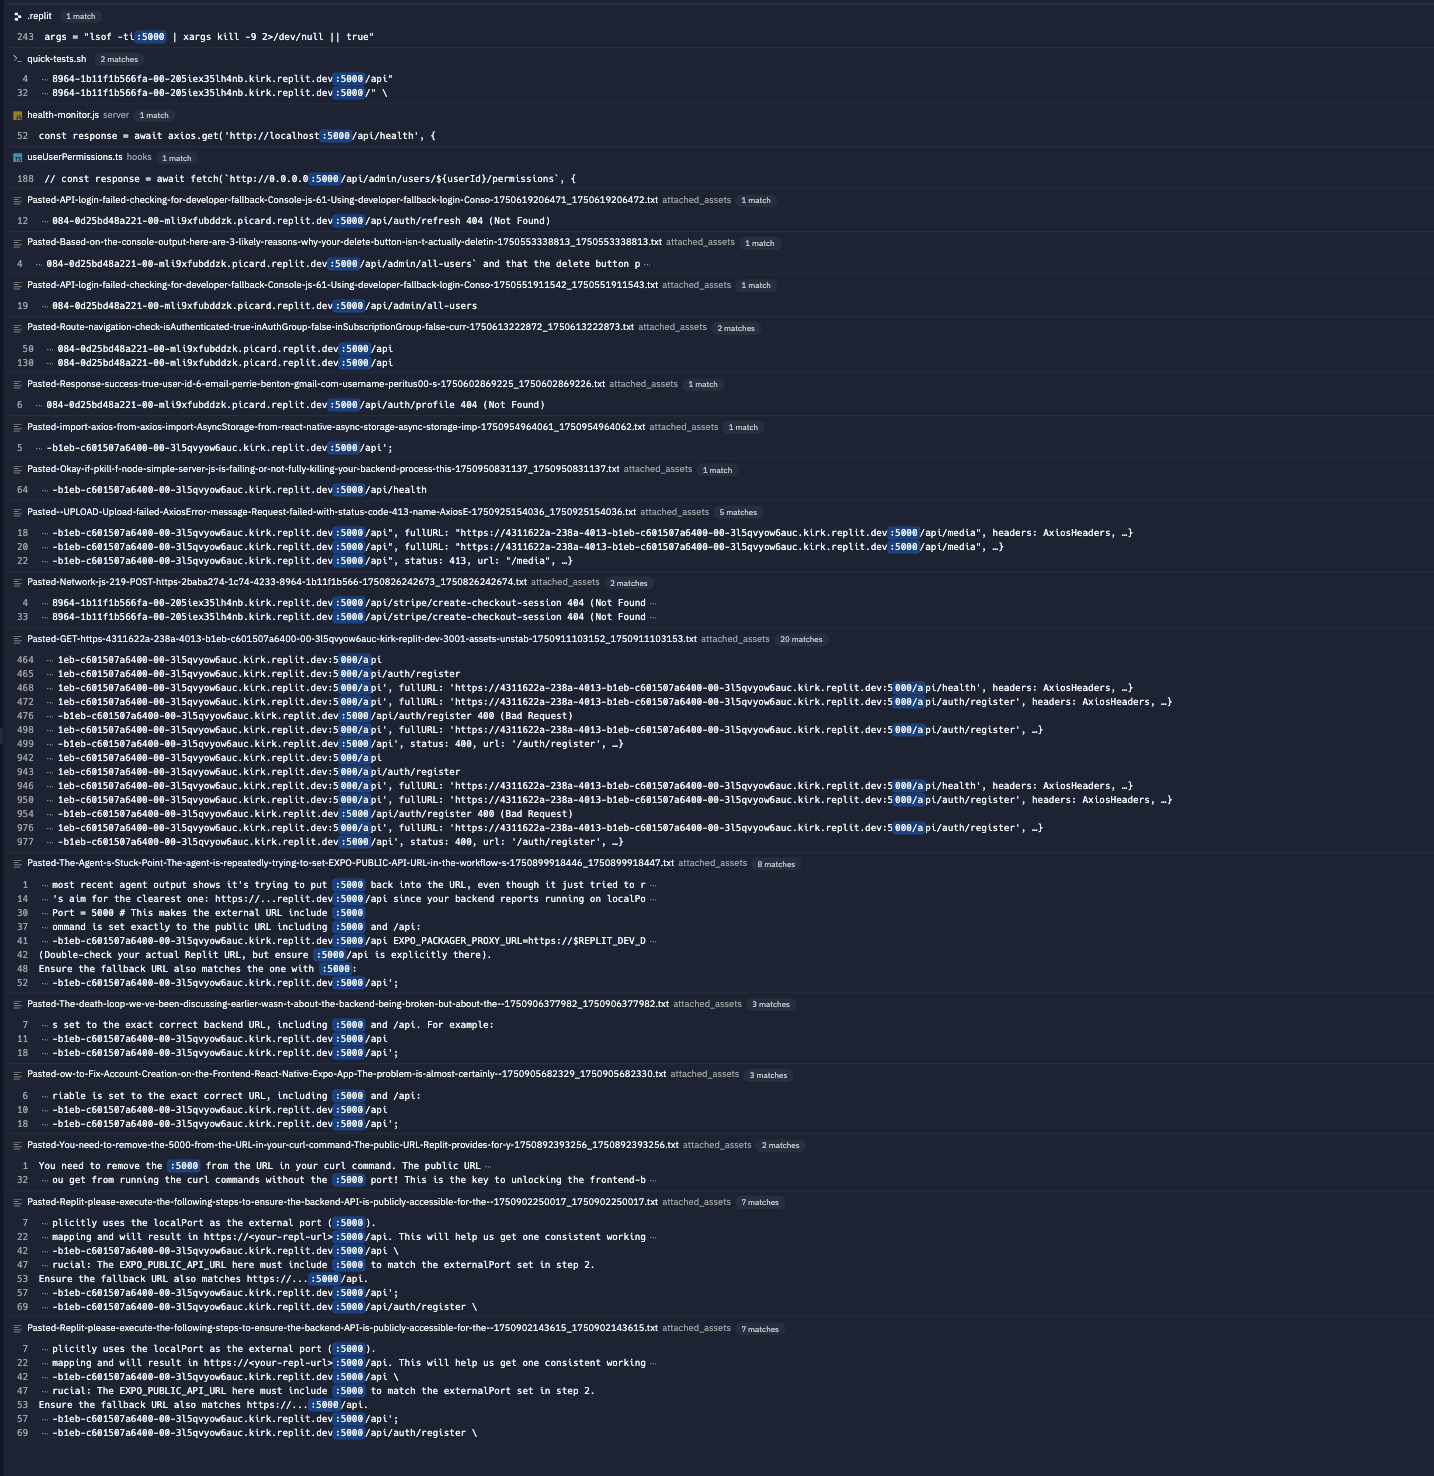 .replit 1 match
243 args = "lsof -ti:5000 | xargs kill -9 2>/dev/null || true"
quick-tests.sh 2 matches
4 ··· 8964-1b11f1b566fa-00-205iex35lh4nb.kirk.replit.dev:5000/api"
32 ··· 8964-1b11f1b566fa-00-205iex35lh4nb.kirk.replit.dev:5000/" \
health-monitor.js server 1 match
52 const response = await axios.get('http://localhost:5000/api/health', {
useUserPermissions.ts hooks 1 match
188 // const response = await fetch(`http://0.0.0.0:5000/api/admin/users/${userId}/permissions`, {
Pasted-API-login-failed-checking-for-developer-fallback-Console-js-61-Using-developer-fallback-login-Conso-1750619206471_1750619206472.txt attached_assets 1 match
12 ··· 084-0d25bd48a221-00-mli9xfubddzk.picard.replit.dev:5000/api/auth/refresh 404 (Not Found)
Pasted-Based-on-the-console-output-here-are-3-likely-reasons-why-your-delete-button-isn-t-actually-deletin-1750553338813_1750553338813.txt attached_assets 1 match
4 ··· 084-0d25bd48a221-00-mli9xfubddzk.picard.replit.dev:5000/api/admin/all-users` and that the delete button p ···
Pasted-API-login-failed-checking-for-developer-fallback-Console-js-61-Using-developer-fallback-login-Conso-1750551911542_1750551911543.txt attached_assets 1 match
19 ··· 084-0d25bd48a221-00-mli9xfubddzk.picard.replit.dev:5000/api/admin/all-users
Pasted-Route-navigation-check-isAuthenticated-true-inAuthGroup-false-inSubscriptionGroup-false-curr-1750613222872_1750613222873.txt attached_assets 2 matches
50 ··· 084-0d25bd48a221-00-mli9xfubddzk.picard.replit.dev:5000/api
130 ··· 084-0d25bd48a221-00-mli9xfubddzk.picard.replit.dev:5000/api
Pasted-Response-success-true-user-id-6-email-perrie-benton-gmail-com-username-peritus00-s-1750602869225_1750602869226.txt attached_assets 1 match
6 ··· 084-0d25bd48a221-00-mli9xfubddzk.picard.replit.dev:5000/api/auth/profile 404 (Not Found)
Pasted-import-axios-from-axios-import-AsyncStorage-from-react-native-async-storage-async-storage-imp-1750954964061_1750954964062.txt attached_assets 1 match
5 ··· -b1eb-c601507a6400-00-3l5qvyow6auc.kirk.replit.dev:5000/api';
Pasted-Okay-if-pkill-f-node-simple-server-js-is-failing-or-not-fully-killing-your-backend-process-this-1750950831137_1750950831137.txt attached_assets 1 match
64 ··· -b1eb-c601507a6400-00-3l5qvyow6auc.kirk.replit.dev:5000/api/health
Pasted--UPLOAD-Upload-failed-AxiosError-message-Request-failed-with-status-code-413-name-AxiosE-1750925154036_1750925154036.txt attached_assets 5 matches
18 ··· -b1eb-c601507a6400-00-3l5qvyow6auc.kirk.replit.dev:5000/api", fullURL: "https://4311622a-238a-4013-b1eb-c601507a6400-00-3l5qvyow6auc.kirk.replit.dev:5000/api/media", headers: AxiosHeaders, …}
20 ··· -b1eb-c601507a6400-00-3l5qvyow6auc.kirk.replit.dev:5000/api", fullURL: "https://4311622a-238a-4013-b1eb-c601507a6400-00-3l5qvyow6auc.kirk.replit.dev:5000/api/media", …}
22 ··· -b1eb-c601507a6400-00-3l5qvyow6auc.kirk.replit.dev:5000/api", status: 413, url: "/media", …}
Pasted-Network-js-219-POST-https-2baba274-1c74-4233-8964-1b11f1b566-1750826242673_1750826242674.txt attached_assets 2 matches
4 ··· 8964-1b11f1b566fa-00-205iex35lh4nb.kirk.replit.dev:5000/api/stripe/create-checkout-session 404 (Not Found ···
33 ··· 8964-1b11f1b566fa-00-205iex35lh4nb.kirk.replit.dev:5000/api/stripe/create-checkout-session 404 (Not Found ···
Pasted-GET-https-4311622a-238a-4013-b1eb-c601507a6400-00-3l5qvyow6auc-kirk-replit-dev-3001-assets-unstab-1750911103152_1750911103153.txt attached_assets 20 matches
464 ··· 1eb-c601507a6400-00-3l5qvyow6auc.kirk.replit.dev:5000/api
465 ··· 1eb-c601507a6400-00-3l5qvyow6auc.kirk.replit.dev:5000/api/auth/register
468 ··· 1eb-c601507a6400-00-3l5qvyow6auc.kirk.replit.dev:5000/api', fullURL: 'https://4311622a-238a-4013-b1eb-c601507a6400-00-3l5qvyow6auc.kirk.replit.dev:5000/api/health', headers: AxiosHeaders, …}
472 ··· 1eb-c601507a6400-00-3l5qvyow6auc.kirk.replit.dev:5000/api', fullURL: 'https://4311622a-238a-4013-b1eb-c601507a6400-00-3l5qvyow6auc.kirk.replit.dev:5000/api/auth/register', headers: AxiosHeaders, …}
476 ··· -b1eb-c601507a6400-00-3l5qvyow6auc.kirk.replit.dev:5000/api/auth/register 400 (Bad Request)
498 ··· 1eb-c601507a6400-00-3l5qvyow6auc.kirk.replit.dev:5000/api', fullURL: 'https://4311622a-238a-4013-b1eb-c601507a6400-00-3l5qvyow6auc.kirk.replit.dev:5000/api/auth/register', …}
499 ··· -b1eb-c601507a6400-00-3l5qvyow6auc.kirk.replit.dev:5000/api', status: 400, url: '/auth/register', …}
942 ··· 1eb-c601507a6400-00-3l5qvyow6auc.kirk.replit.dev:5000/api
943 ··· 1eb-c601507a6400-00-3l5qvyow6auc.kirk.replit.dev:5000/api/auth/register
946 ··· 1eb-c601507a6400-00-3l5qvyow6auc.kirk.replit.dev:5000/api', fullURL: 'https://4311622a-238a-4013-b1eb-c601507a6400-00-3l5qvyow6auc.kirk.replit.dev:5000/api/health', headers: AxiosHeaders, …}
950 ··· 1eb-c601507a6400-00-3l5qvyow6auc.kirk.replit.dev:5000/api', fullURL: 'https://4311622a-238a-4013-b1eb-c601507a6400-00-3l5qvyow6auc.kirk.replit.dev:5000/api/auth/register', headers: AxiosHeaders, …}
954 ··· -b1eb-c601507a6400-00-3l5qvyow6auc.kirk.replit.dev:5000/api/auth/register 400 (Bad Request)
976 ··· 1eb-c601507a6400-00-3l5qvyow6auc.kirk.replit.dev:5000/api', fullURL: 'https://4311622a-238a-4013-b1eb-c601507a6400-00-3l5qvyow6auc.kirk.replit.dev:5000/api/auth/register', …}
977 ··· -b1eb-c601507a6400-00-3l5qvyow6auc.kirk.replit.dev:5000/api', status: 400, url: '/auth/register', …}
Pasted-The-Agent-s-Stuck-Point-The-agent-is-repeatedly-trying-to-set-EXPO-PUBLIC-API-URL-in-the-workflow-s-1750899918446_1750899918447.txt attached_assets 8 matches
1 ··· most recent agent output shows it's trying to put :5000 back into the URL, even though it just tried to r ···
14 ··· 's aim for the clearest one: https://...replit.dev:5000/api since your backend reports running on localPo ···
30 ··· Port = 5000 # This makes the external URL include :5000
37 ··· ommand is set exactly to the public URL including :5000 and /api:
41 ··· -b1eb-c601507a6400-00-3l5qvyow6auc.kirk.replit.dev:5000/api EXPO_PACKAGER_PROXY_URL=https://$REPLIT_DEV_D ···
42 (Double-check your actual Replit URL, but ensure :5000/api is explicitly there).
48 Ensure the fallback URL also matches the one with :5000:
52 ··· -b1eb-c601507a6400-00-3l5qvyow6auc.kirk.replit.dev:5000/api';
Pasted-The-death-loop-we-ve-been-discussing-earlier-wasn-t-about-the-backend-being-broken-but-about-the--1750906377982_1750906377982.txt attached_assets 3 matches
7 ··· s set to the exact correct backend URL, including :5000 and /api. For example:
11 ··· -b1eb-c601507a6400-00-3l5qvyow6auc.kirk.replit.dev:5000/api
18 ··· -b1eb-c601507a6400-00-3l5qvyow6auc.kirk.replit.dev:5000/api';
Pasted-ow-to-Fix-Account-Creation-on-the-Frontend-React-Native-Expo-App-The-problem-is-almost-certainly--1750905682329_1750905682330.txt attached_assets 3 matches
6 ··· riable is set to the exact correct URL, including :5000 and /api:
10 ··· -b1eb-c601507a6400-00-3l5qvyow6auc.kirk.replit.dev:5000/api
18 ··· -b1eb-c601507a6400-00-3l5qvyow6auc.kirk.replit.dev:5000/api';
Pasted-You-need-to-remove-the-5000-from-the-URL-in-your-curl-command-The-public-URL-Replit-provides-for-y-1750892393256_1750892393256.txt attached_assets 2 matches
1 You need to remove the :5000 from the URL in your curl command. The public URL ···
32 ··· ou get from running the curl commands without the :5000 port! This is the key to unlocking the frontend-b ···
Pasted-Replit-please-execute-the-following-steps-to-ensure-the-backend-API-is-publicly-accessible-for-the--1750902250017_1750902250017.txt attached_assets 7 matches
7 ··· plicitly uses the localPort as the external port (:5000).
22 ··· mapping and will result in https://<your-repl-url>:5000/api. This will help us get one consistent working ···
42 ··· -b1eb-c601507a6400-00-3l5qvyow6auc.kirk.replit.dev:5000/api \
47 ··· rucial: The EXPO_PUBLIC_API_URL here must include :5000 to match the externalPort set in step 2.
53 Ensure the fallback URL also matches https://...:5000/api.
57 ··· -b1eb-c601507a6400-00-3l5qvyow6auc.kirk.replit.dev:5000/api';
69 ··· -b1eb-c601507a6400-00-3l5qvyow6auc.kirk.replit.dev:5000/api/auth/register \
Pasted-Replit-please-execute-the-following-steps-to-ensure-the-backend-API-is-publicly-accessible-for-the--1750902143615_1750902143615.txt attached_assets 7 matches
7 ··· plicitly uses the localPort as the external port (:5000).
22 ··· mapping and will result in https://<your-repl-url>:5000/api. This will help us get one consistent working ···
42 ··· -b1eb-c601507a6400-00-3l5qvyow6auc.kirk.replit.dev:5000/api \
47 ··· rucial: The EXPO_PUBLIC_API_URL here must include :5000 to match the externalPort set in step 2.
53 Ensure the fallback URL also matches https://...:5000/api.
57 ··· -b1eb-c601507a6400-00-3l5qvyow6auc.kirk.replit.dev:5000/api';
69 ··· -b1eb-c601507a6400-00-3l5qvyow6auc.kirk.replit.dev:5000/api/auth/register \